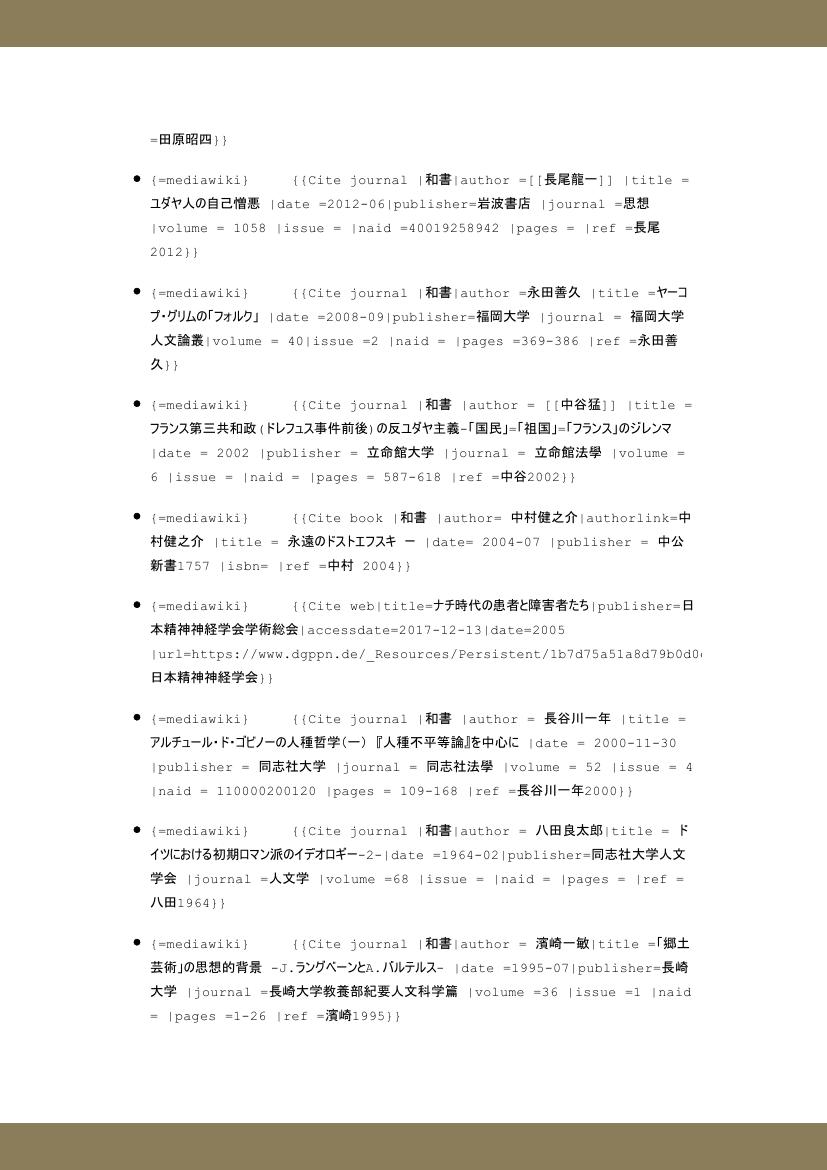 =田原昭四}}
● {=mediawiki} {{Cite journal |和書|author =[[長尾龍一]] |title =
ユダヤ人の自己憎悪 |date =2012-06|publisher=岩波書店 |journal =思想
|volume = 1058 |issue = |naid =40019258942 |pages = |ref =長尾
2012}}
● {=mediawiki} {{Cite journal |和書|author =永田善久 |title =ヤーコ
プ・グリムの「フォルク」 |date =2008-09|publisher=福岡大学 |journal = 福岡大学
人文論叢|volume = 40|issue =2 |naid = |pages =369-386 |ref =永田善
久}}
● {=mediawiki} {{Cite journal |和書 |author = [[中谷猛]] |title =
フランス第三共和政(ドレフュス事件前後)の反ユダヤ主義-「国民」=「祖国」=「フランス」のジレンマ
|date = 2002 |publisher = 立命館大学 |journal = 立命館法學 |volume =
6 |issue = |naid = |pages = 587-618 |ref =中谷2002}}
● {=mediawiki} {{Cite book |和書 |author= 中村健之介|authorlink=中
村健之介 |title = 永遠のドストエフスキ ー |date= 2004-07 |publisher = 中公
新書1757 |isbn= |ref =中村 2004}}
● {=mediawiki} {{Cite web|title=ナチ時代の患者と障害者たち|publisher=日
本精神神経学会学術総会|accessdate=2017-12-13|date=2005
|url=https://www.dgppn.de/_Resources/Persistent/1b7d75a51a8d79b0d0
日本精神神経学会}}
● {=mediawiki} {{Cite journal |和書 |author = 長谷川一年 |title =
アルチュール・ド・ゴビノーの人種哲学(一) 『人種不平等論』を中心に |date = 2000-11-30
|publisher = 同志社大学 |journal = 同志社法學 |volume = 52 |issue = 4
|naid = 110000200120 |pages = 109-168 |ref =長谷川一年2000}}
● {=mediawiki} {{Cite journal |和書|author = 八田良太郎|title = ド
イツにおける初期ロマン派のイデオロギー-2-|date =1964-02|publisher=同志社大学人文
学会 |journal =人文学 |volume =68 |issue = |naid = |pages = |ref =
八田1964}}
● {=mediawiki} {{Cite journal |和書|author = 濱崎一敏|title =「郷土
芸術」の思想的背景 -J.ラングベーンとA.バルテルス- |date =1995-07|publisher=長崎
大学 |journal =長崎大学教養部紀要人文科学篇 |volume =36 |issue =1 |naid
= |pages =1-26 |ref =濱崎1995}}